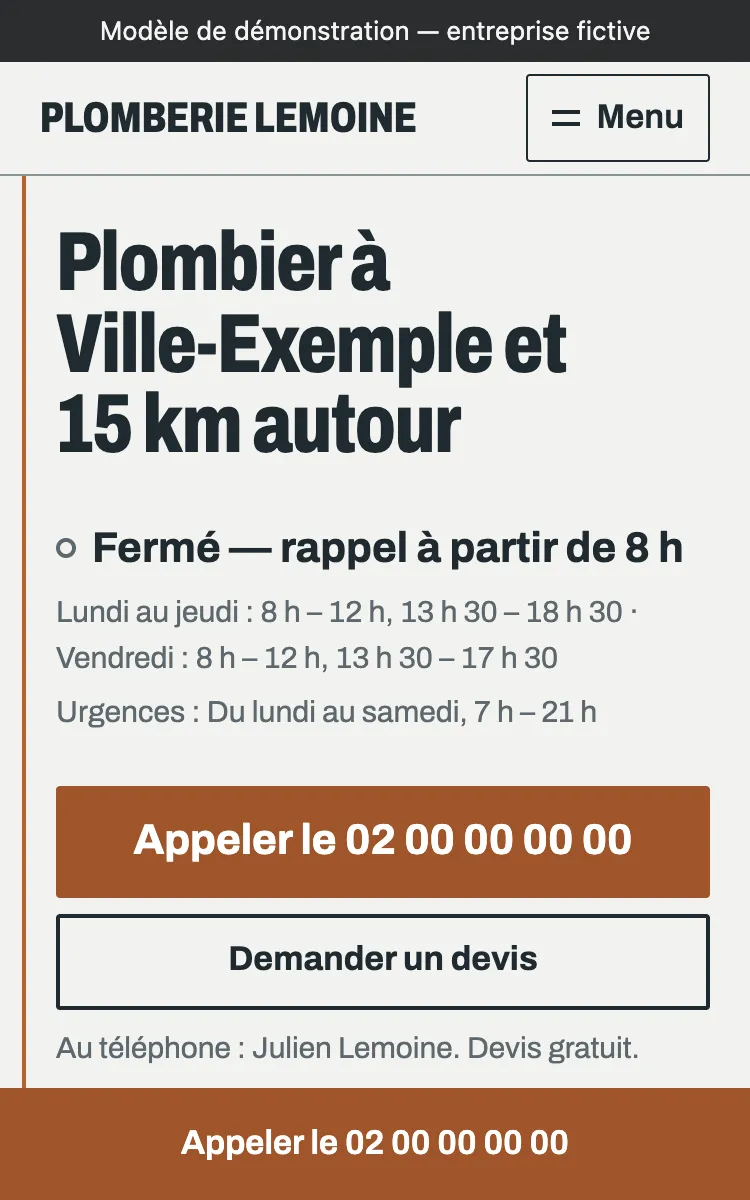 Modèle de démonstration — entreprise fictive
PLOMBERIE LEMOINE
Menu
Plombier à
Ville-Exemple et
15 km autour
Fermé — rappel à partir de 8 h
Lundi au jeudi : 8 h – 12 h, 13 h 30 – 18 h 30 ·
Vendredi : 8 h – 12 h, 13 h 30 – 17 h 30
Urgences : Du lundi au samedi, 7 h – 21 h
Appeler le 02 00 00 00 00
Demander un devis
Au téléphone : Julien Lemoine. Devis gratuit.
Appeler le 02 00 00 00 00